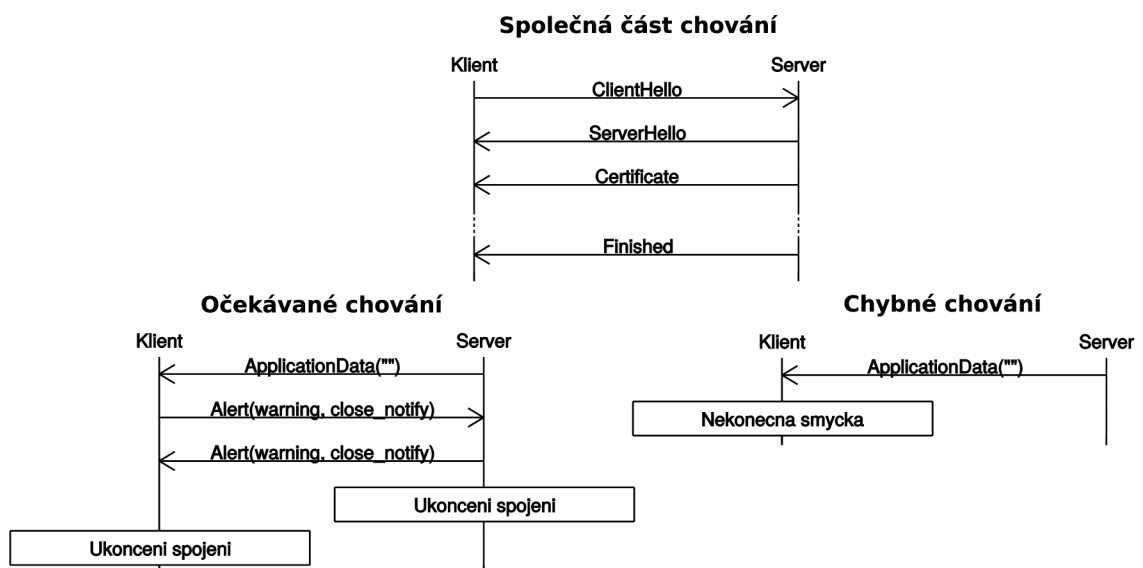 Společná část chování
Klient Server
ClientHello
ServerHello
Certificate
Finished
Očekávané chování
Klient Server
ApplicationData("")
Alert(warning, close_notify)
Alert(warning, close_notify)
Ukonceni spojeni
Ukonceni spojeni
Chybné chování
Klient Server
ApplicationData("")
Nekonecna smycka